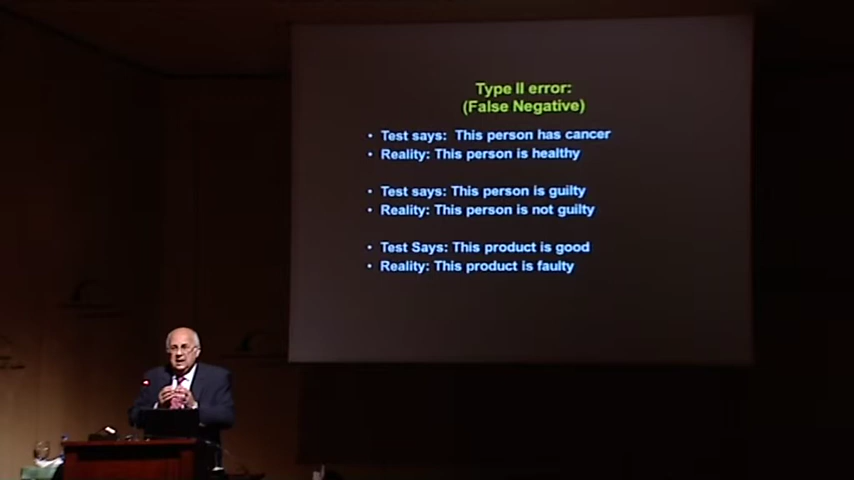 Type II error:
(False Negative)
• Test says: This person has cancer
• Reality: This person is healthy
• Test says: This person is guilty
• Reality: This person is not guilty
• Test Says: This product is good
• Reality: This product is faulty